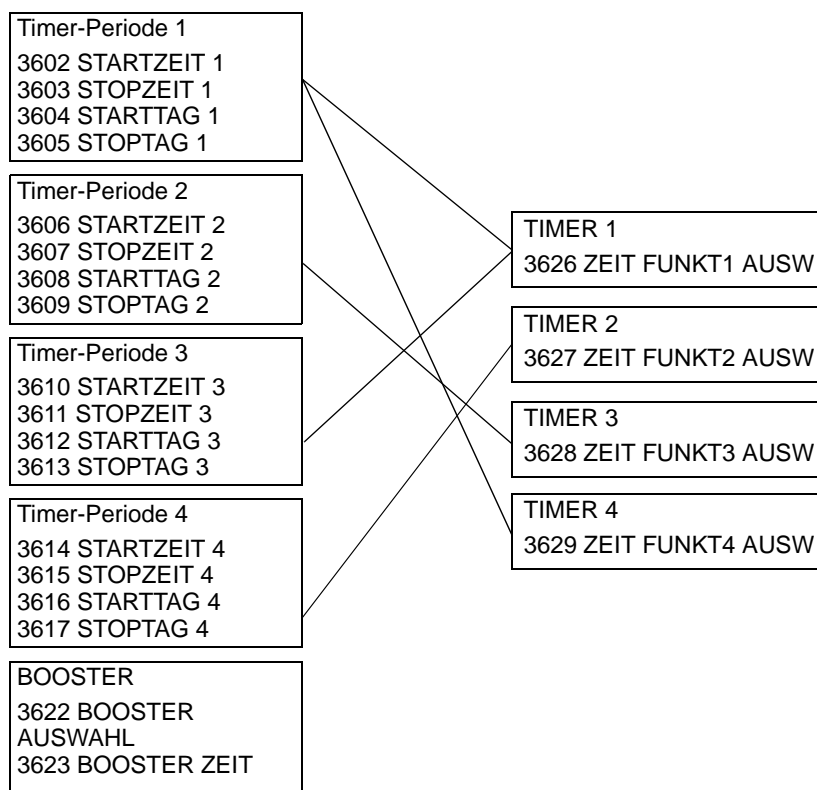 Timer-Periode 1
3602 STARTZEIT 1
3603 STOPZEIT 1
3604 STARTTAG 1
3605 STOPTAG 1
Timer-Periode 2
3606 STARTZEIT 2
3607 STOPZEIT 2
3608 STARTTAG 2
3609 STOPTAG 2
Timer-Periode 3
3610 STARTZEIT 3
3611 STOPZEIT 3
3612 STARTTAG 3
3613 STOPTAG 3
Timer-Periode 4
3614 STARTZEIT 4
3615 STOPZEIT 4
3616 STARTTAG 4
3617 STOPTAG 4
BOOSTER
3622 BOOSTER
AUSWAHL
3623 BOOSTER ZEIT
TIMER 1
3626 ZEIT FUNKT1 AUSW
TIMER 2
3627 ZEIT FUNKT2 AUSW
TIMER 3
3628 ZEIT FUNKT3 AUSW
TIMER 4
3629 ZEIT FUNKT4 AUSW